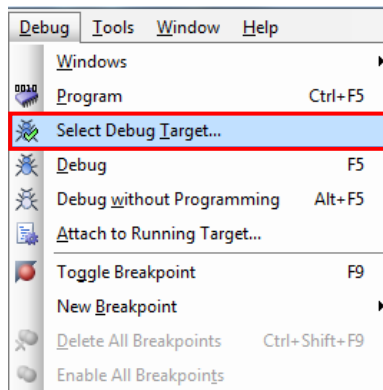 Debug Tools Window Help
Windows
Program Ctrl+F5
Select Debug Target...
Debug F5
Debug without Programming Alt+F5
Attach to Running Target...
Toggle Breakpoint F9
New Breakpoint
Delete All Breakpoints Ctrl+Shift+F9
Enable All Breakpoints